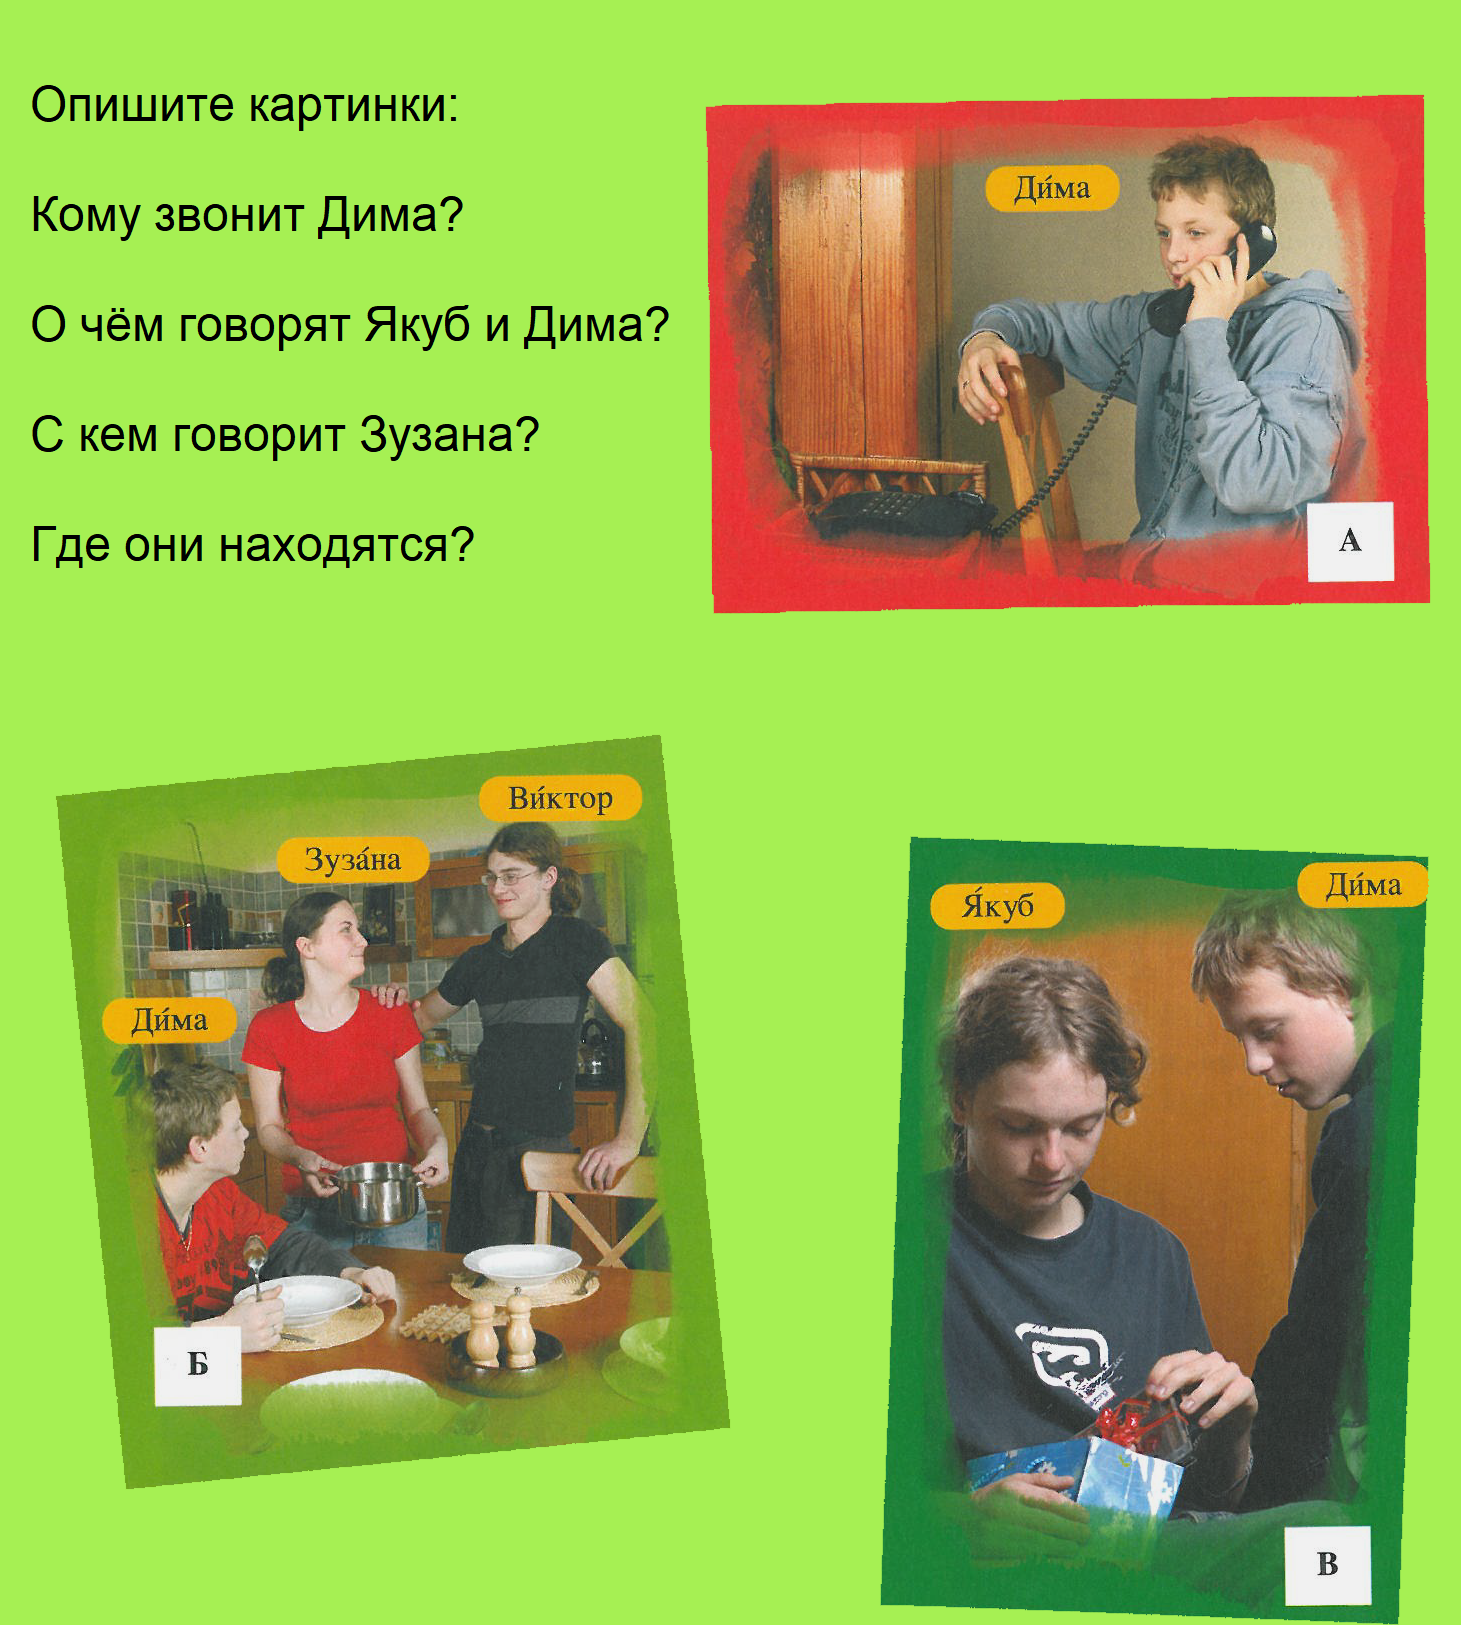 Опишите картинки:
Кому звонит Дима?
О чём говорят Якуб и Дима?
С кем говорит Зузана?
Где они находятся?
Ди́ма
А
Ви́ктор
Зуза́на
Ди́ма
Б
Я́куб
Ди́ма
В